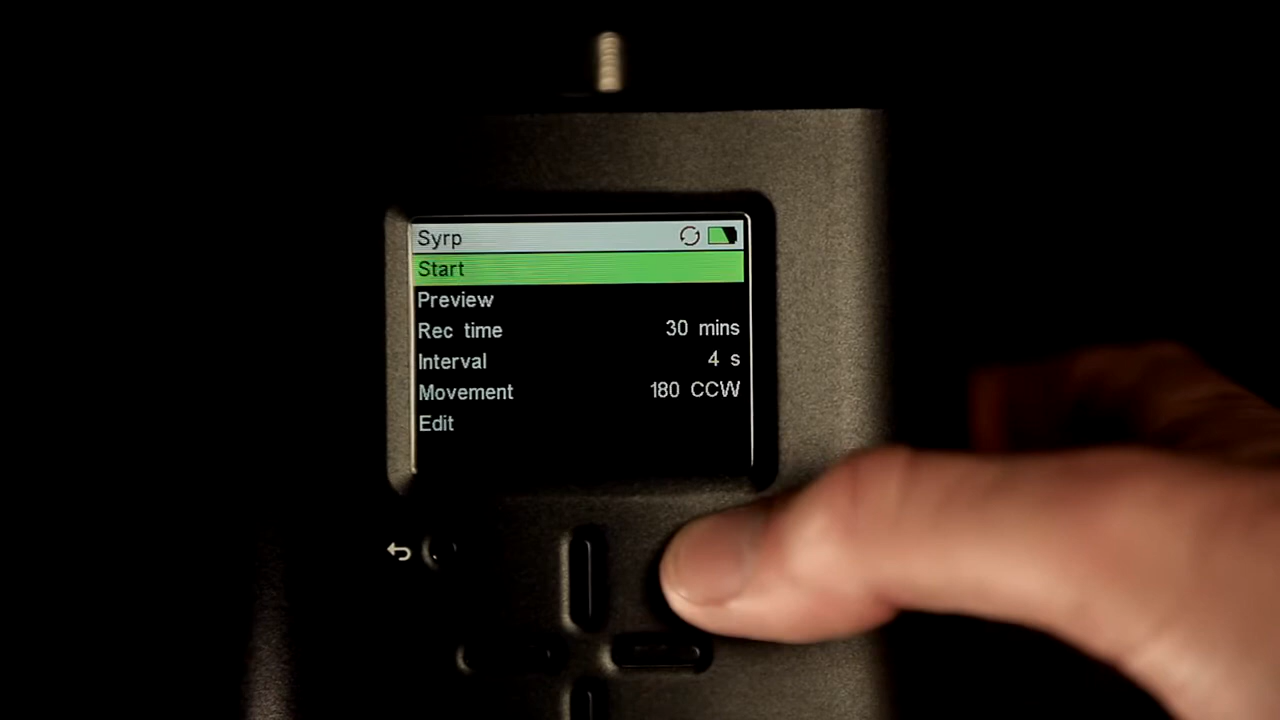 Syrp
Start
Preview
Rec time 30 mins
Interval 4 s
Movement 180 CCW
Edit